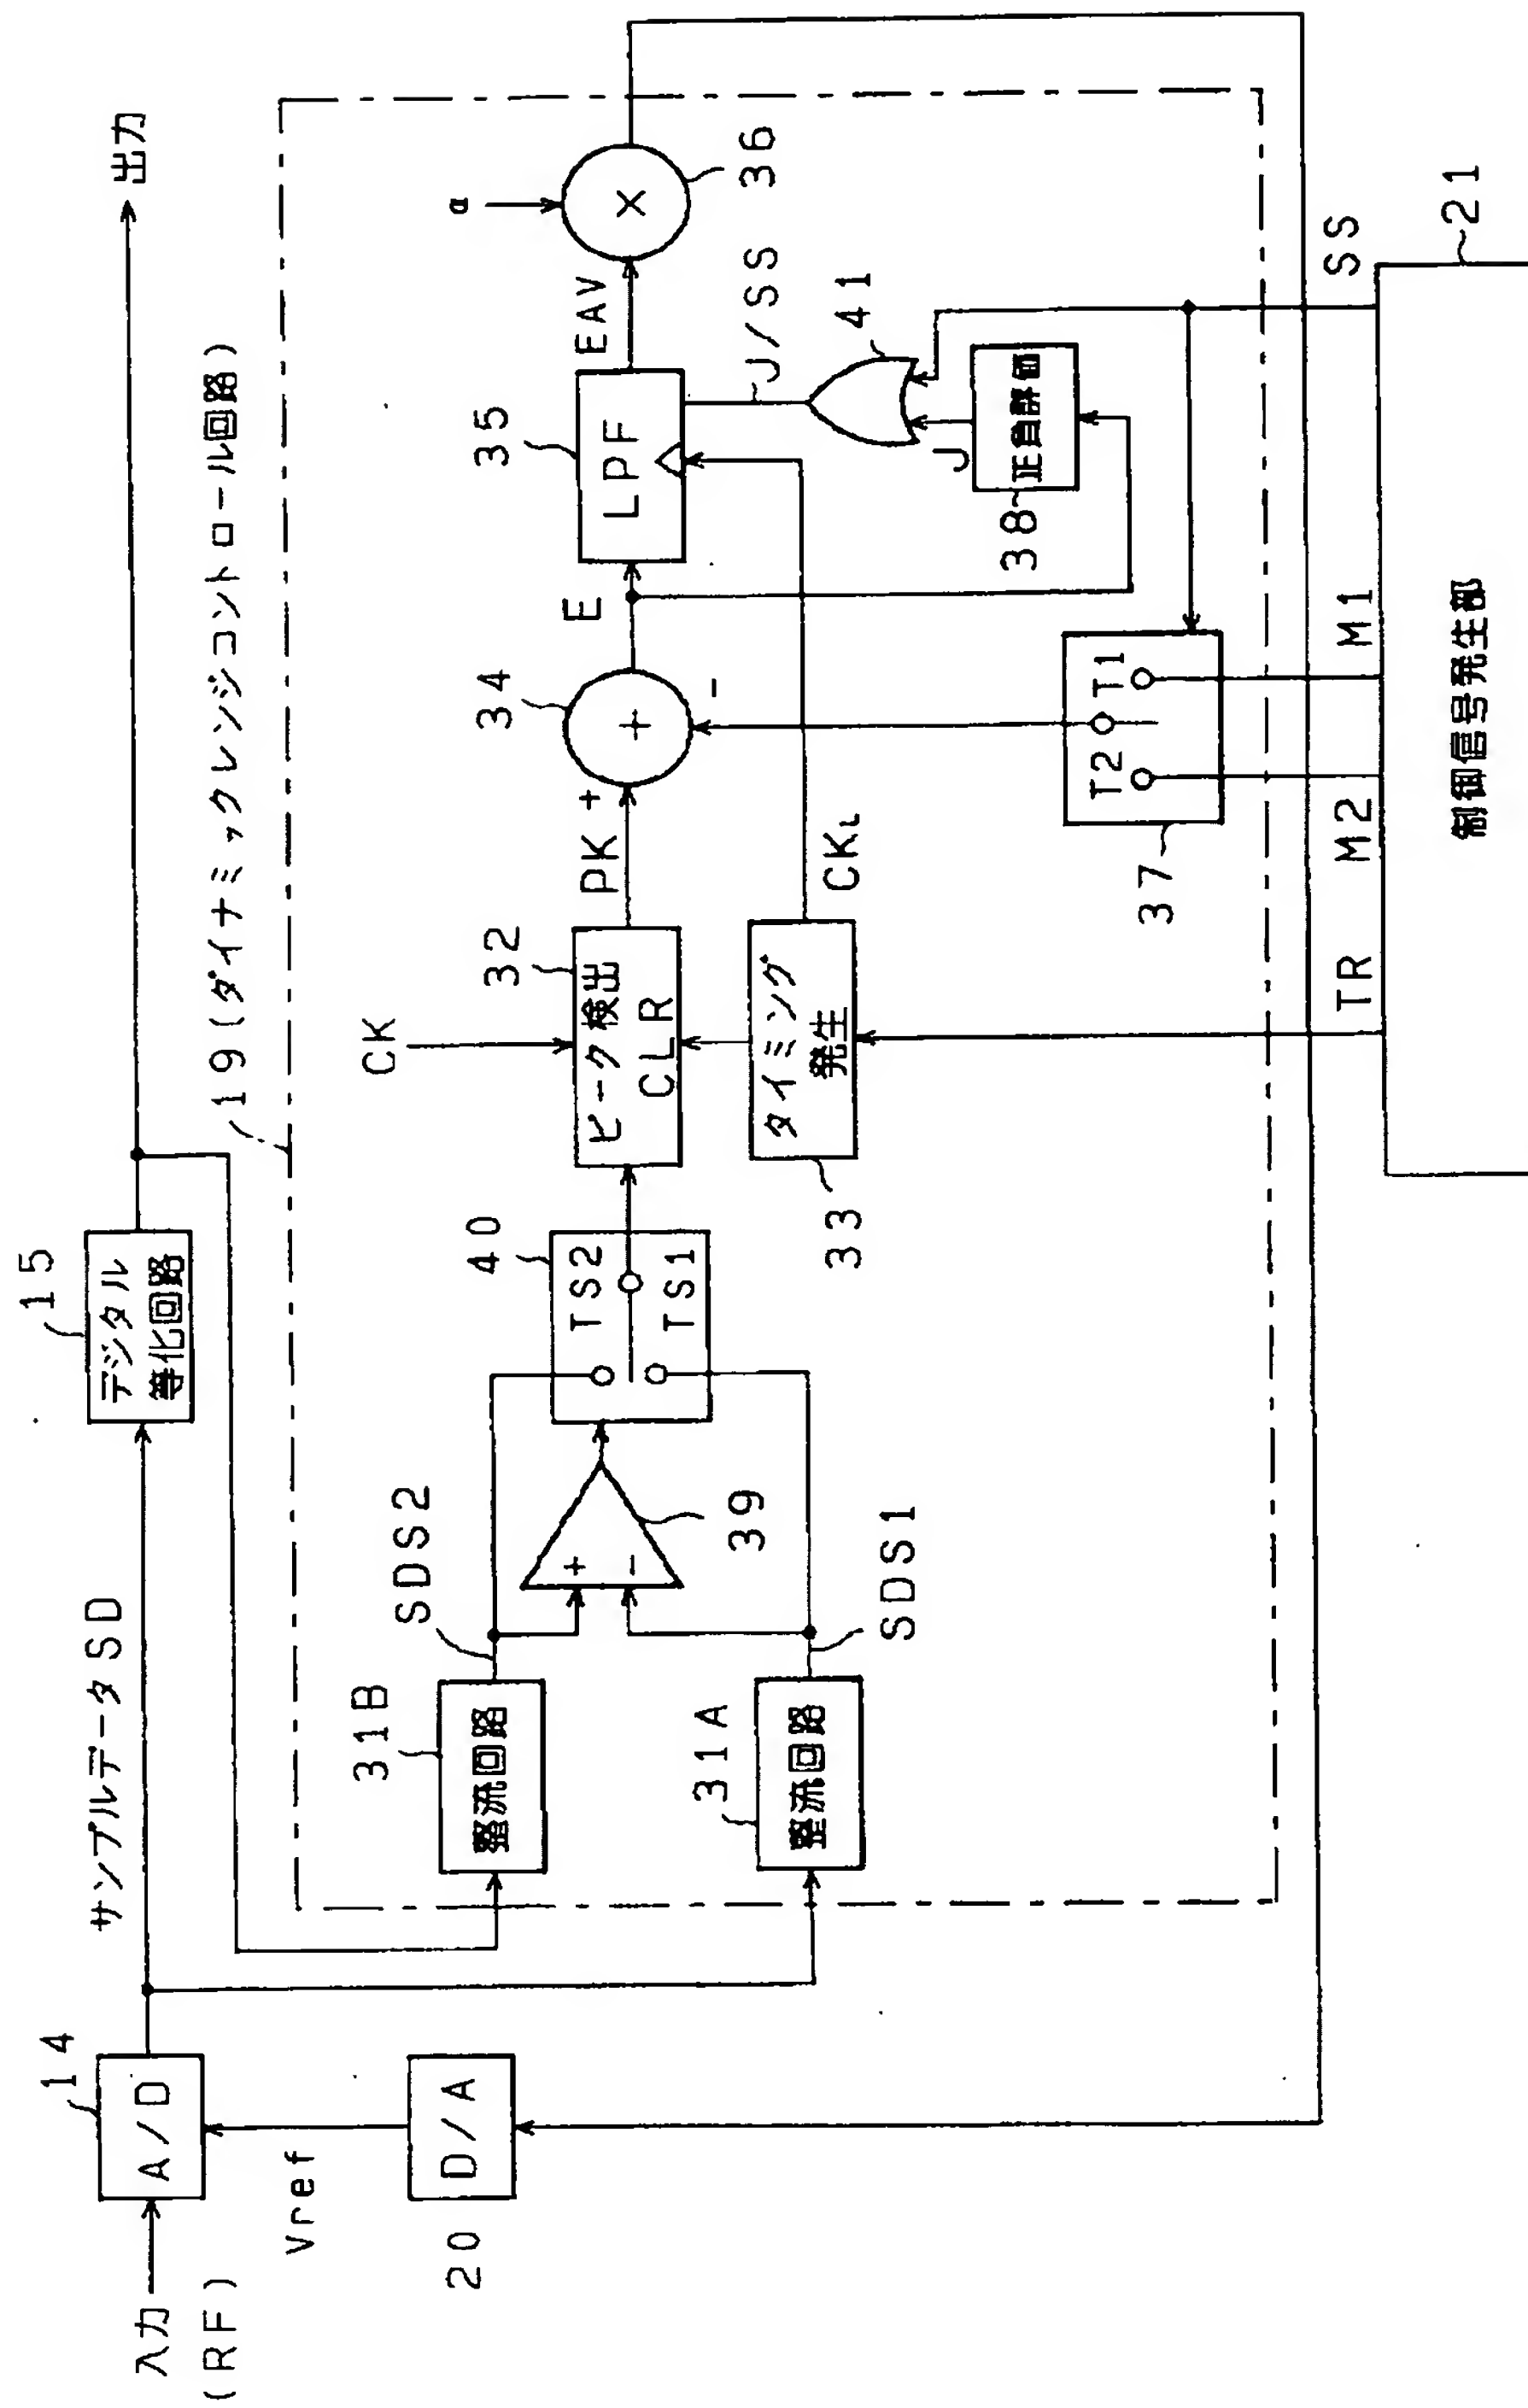 入力
(RF)
14
A/D
Vref
20
D/A
サンプルデータSD
15
デジタル
等化回路
出力
19(ダイナミックレンジコントロール回路)
31B
整流回路
SDS2
31A
整流回路
SDS1
+
-
39
40
TS2
TS1
CK
32
ピーク検出
CLR
タイミング
発生
33
CKL
PK
+
34
+
-
E
35
LPF
EAV
α
×
36
J/SS
41
J
正負評価
38
T2
T1
37
TR
M2
M1
SS
21
制御信号発生部